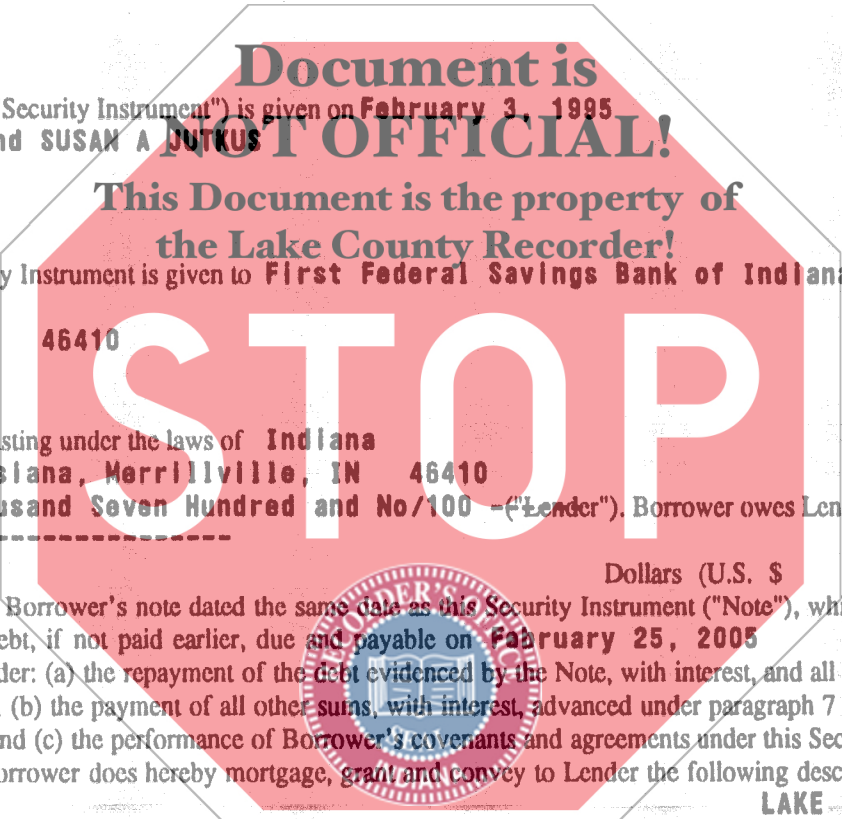 Document is
Security Instrument") is given on February 3, 1995
nd SUSAN A JUTKUS
NOT OFFICIAL!
This Document is the property of
the Lake County Recorder!
y Instrument is given to First Federal Savings Bank of Indiana
46410
STOP
sting under the laws of Indiana
siana, Merrillville, IN 46410
usand Seven Hundred and No/100 -("Lender"). Borrower owes Len
Dollars (U.S. $
Borrower's note dated the same date as this Security Instrument ("Note"), whi
ebt, if not paid earlier, due and payable on February 25, 2005
der: (a) the repayment of the debt evidenced by the Note, with interest, and all
(b) the payment of all other sums, with interest, advanced under paragraph 7
nd (c) the performance of Borrower's covenants and agreements under this Sec
orrower does hereby mortgage, grant and convey to Lender the following desc
LAKE
RECORDER'S OFFICE
SEAL
INDIANA